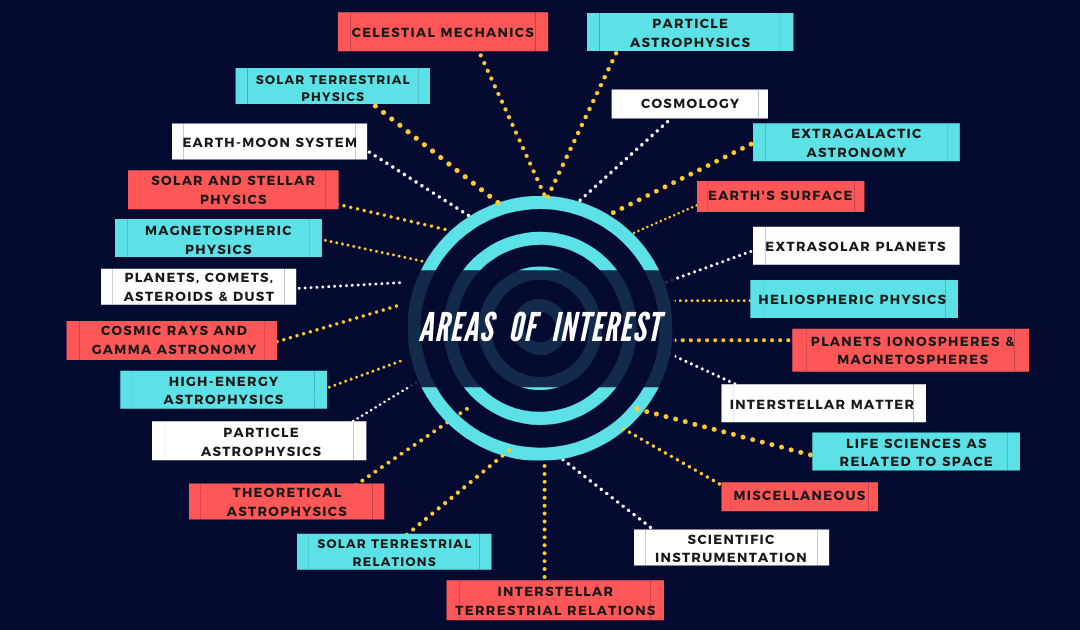 CELESTIAL MECHANICS
PARTICLE
ASTROPHYSICS
SOLAR TERRESTRIAL
PHYSICS
COSMOLOGY
EARTH-MOON SYSTEM
EXTRAGALACTIC
ASTRONOMY
SOLAR AND STELLAR
PHYSICS
EARTH'S SURFACE
MAGNETOSPHERIC
PHYSICS
EXTRASOLAR PLANETS
PLANETS, COMETS,
ASTEROIDS & DUST
HELIOSPHERIC PHYSICS
AREAS OF INTEREST
COSMIC RAYS AND
GAMMA ASTRONOMY
PLANETS IONOSPHERES &
MAGNETOSPHERES
HIGH-ENERGY
ASTROPHYSICS
INTERSTELLAR MATTER
PARTICLE
ASTROPHYSICS
LIFE SCIENCES AS
RELATED TO SPACE
THEORETICAL
ASTROPHYSICS
MISCELLANEOUS
SOLAR TERRESTRIAL
RELATIONS
SCIENTIFIC
INSTRUMENTATION
INTERSTELLAR
TERRESTRIAL RELATIONS